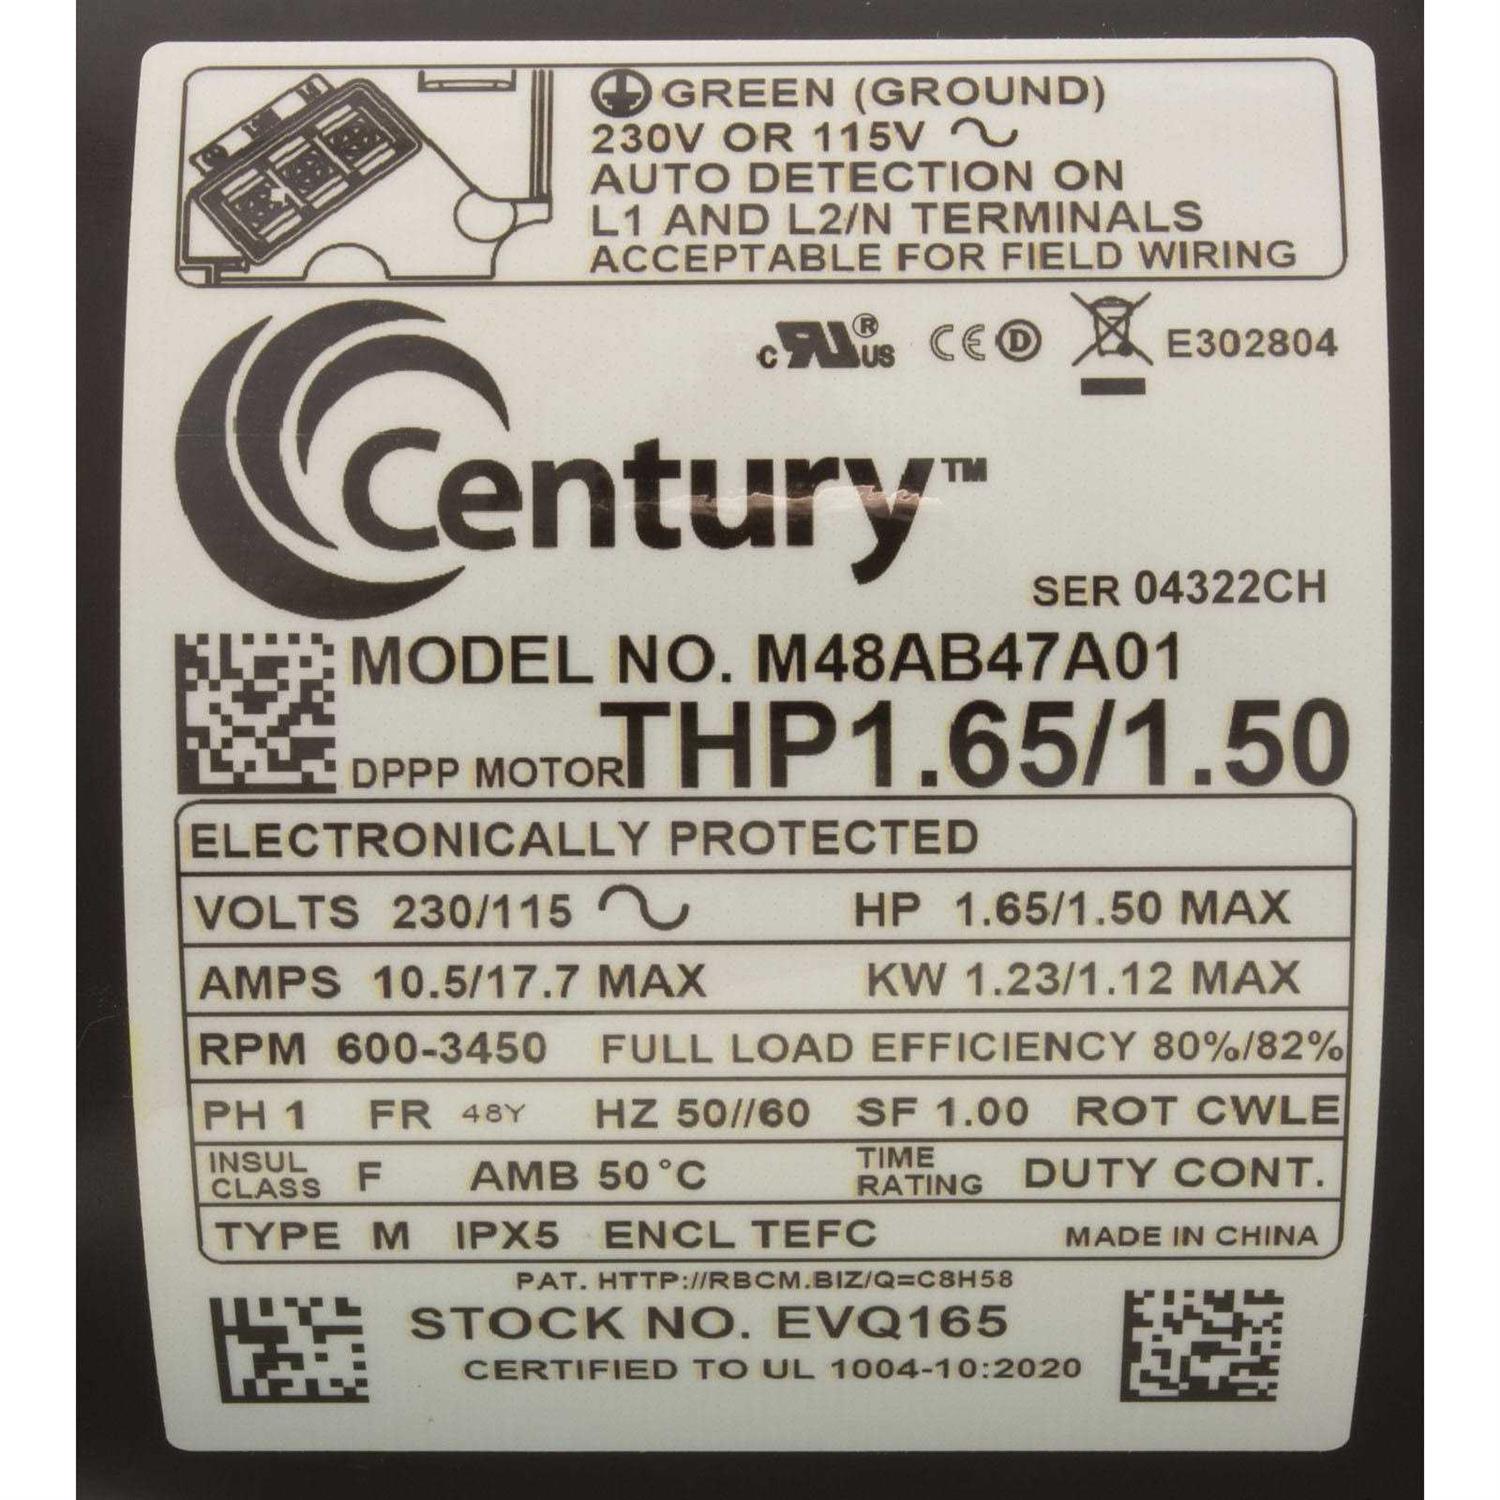 GREEN (GROUND)
230V OR 115V
AUTO DETECTION ON
L1 AND L2/N TERMINALS
ACCEPTABLE FOR FIELD WIRING
c RU ® US CE D E302804
Century™
SER 04322CH
MODEL NO. M48AB47A01
DPPP MOTOR THP1.65/1.50
ELECTRONICALLY PROTECTED
VOLTS 230/115 HP 1.65/1.50 MAX
AMPS 10.5/17.7 MAX KW 1.23/1.12 MAX
RPM 600-3450 FULL LOAD EFFICIENCY 80%/82%
PH 1 FR 48Y HZ 50//60 SF 1.00 ROT CWLE
INSUL CLASS F AMB 50°C TIME RATING DUTY CONT.
TYPE M IPX5 ENCL TEFC MADE IN CHINA
PAT. HTTP://RBCM.BIZ/Q=C8H58
STOCK NO. EVQ165
CERTIFIED TO UL 1004-10:2020